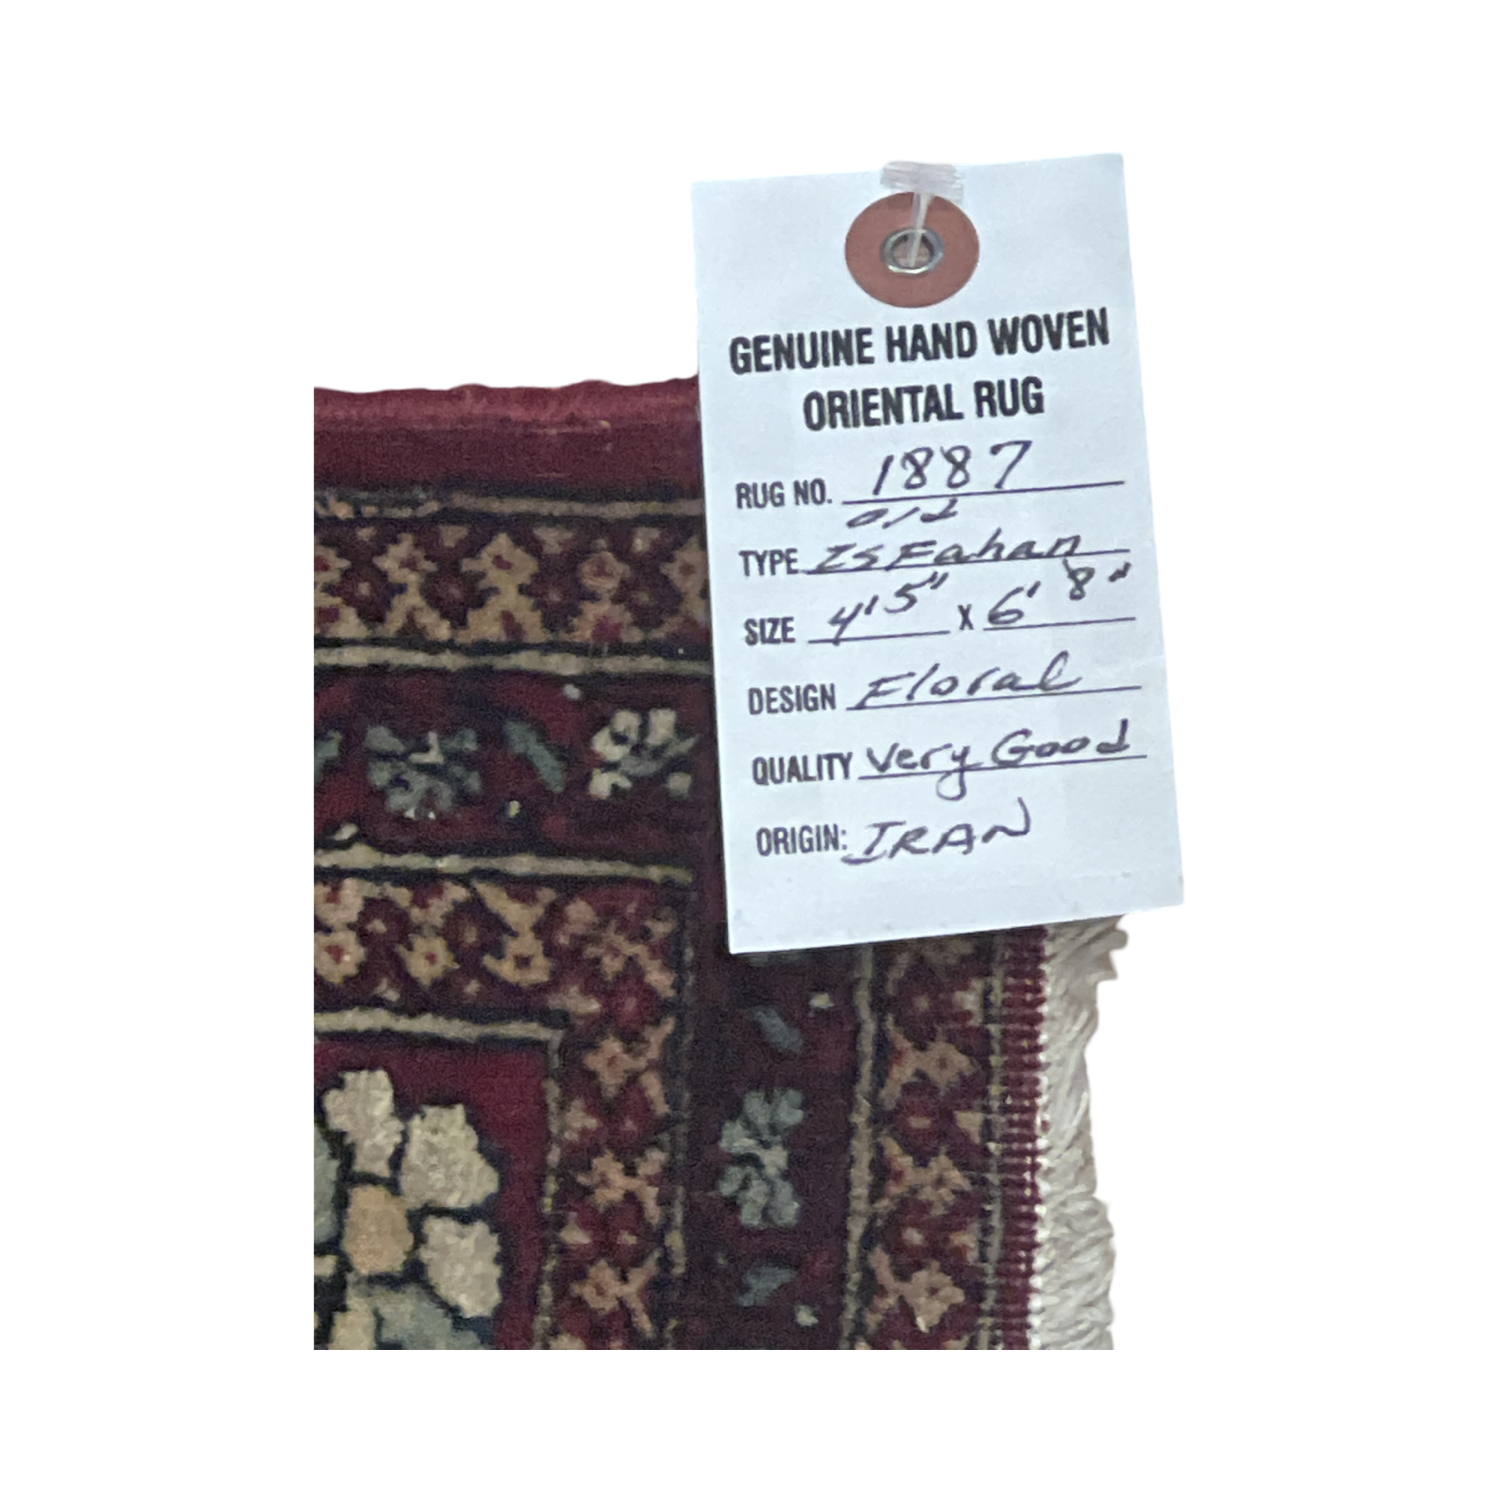 GENUINE HAND WOVEN
ORIENTAL RUG
RUG NO. 1887
old
TYPE IsFahan
SIZE 4'5" X 6'8"
DESIGN Floral
QUALITY Very Good
ORIGIN: IRAN